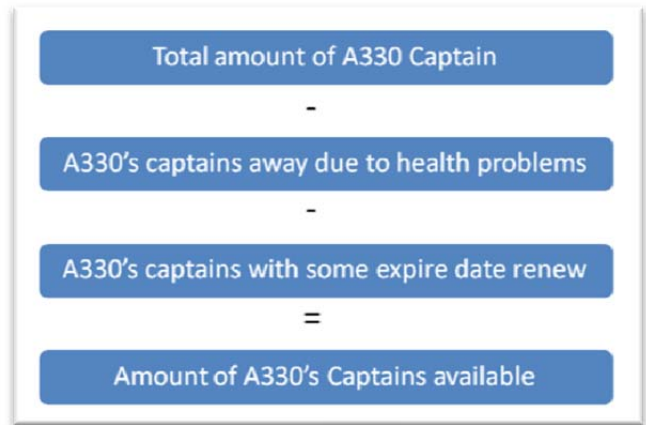 Total amount of A330 Captain
-
A330's captains away due to health problems
-
A330's captains with some expire date renew
=
Amount of A330's Captains available